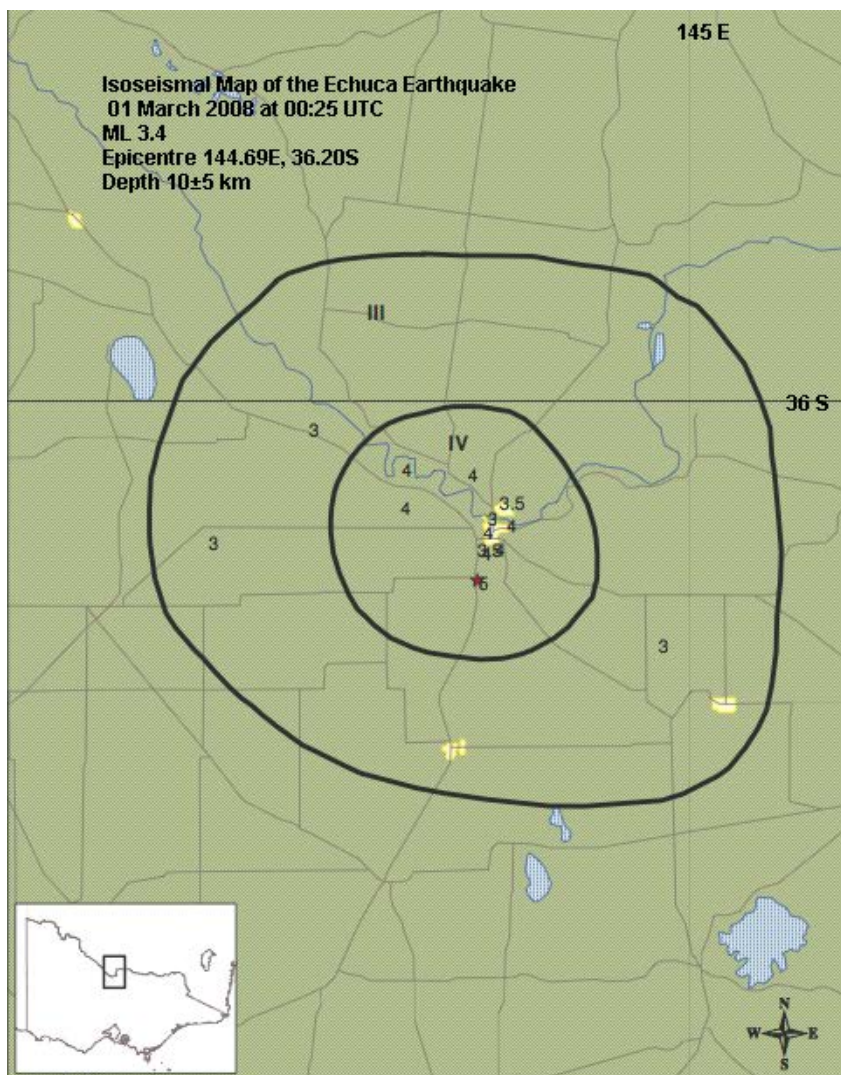 145 E
Isoseismal Map of the Echuca Earthquake
01 March 2008 at 00:25 UTC
ML 3.4
Epicentre 144.69E, 36.20S
Depth 10±5 km
III
36 S
3
IV
4
4
4
3.5
3
4
4
3
4
5
3
N
W
E
S